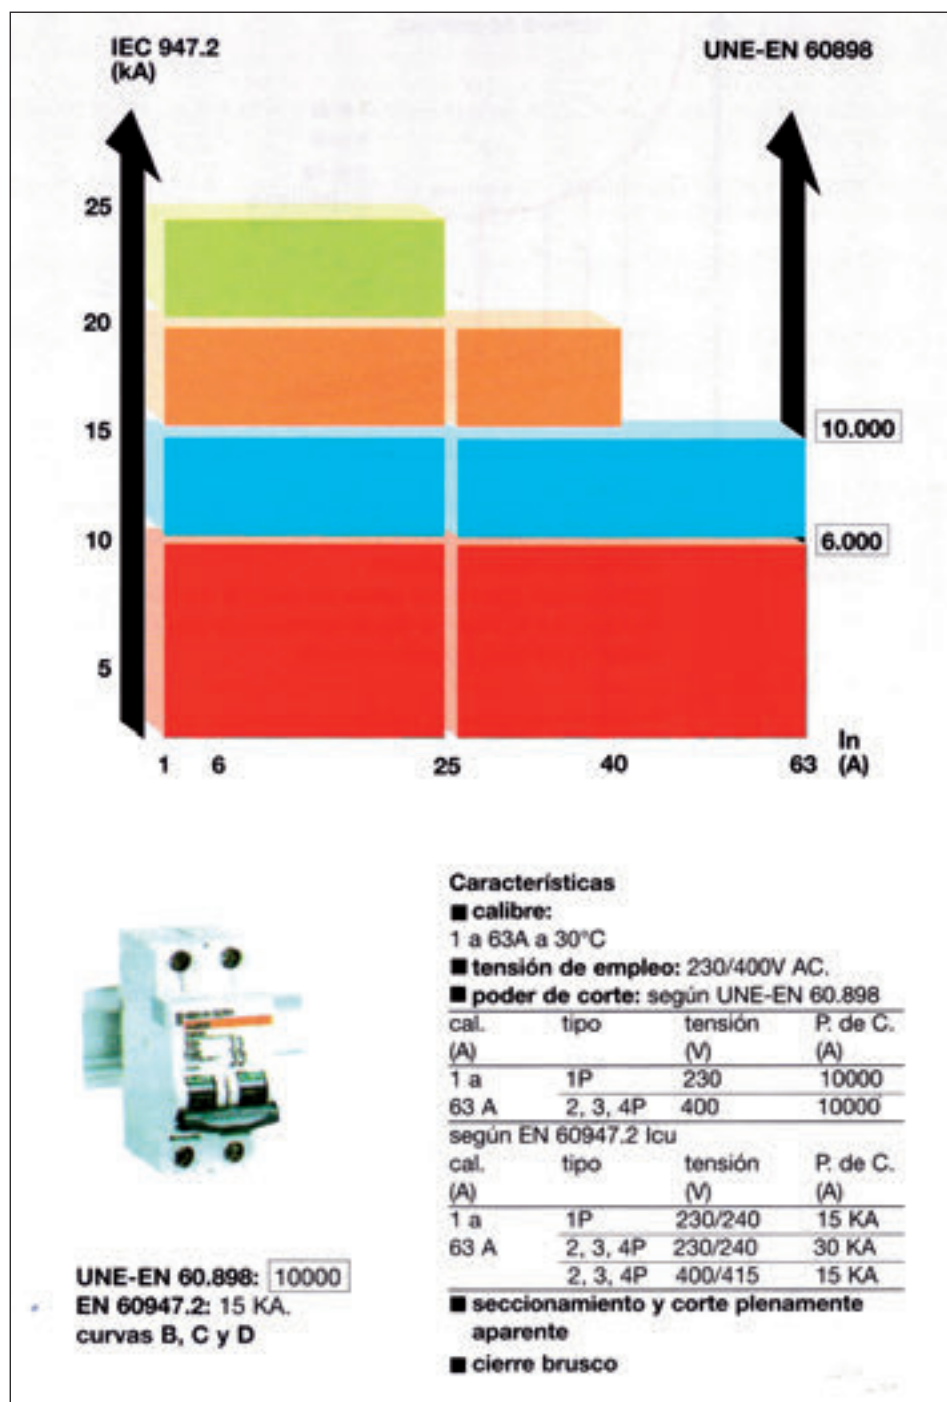 IEC 947.2
(kA)
UNE-EN 60898
25
20
15
10
5
10.000
6.000
1 6 25 40 63
In
(A)
Características
■ calibre:
1 a 63A a 30°C
■ tensión de empleo: 230/400V AC.
■ poder de corte: según UNE-EN 60.898
cal. tipo tensión P. de C.
(A) (V) (A)
1 a 1P 230 10000
63 A 2, 3, 4P 400 10000
según EN 60947.2 Icu
cal. tipo tensión P. de C.
(A) (V) (A)
1 a 1P 230/240 15 KA
63 A 2, 3, 4P 230/240 30 KA
2, 3, 4P 400/415 15 KA
■ seccionamiento y corte plenamente
aparente
■ cierre brusco
UNE-EN 60.898: 10000
EN 60947.2: 15 KA.
curvas B, C y D